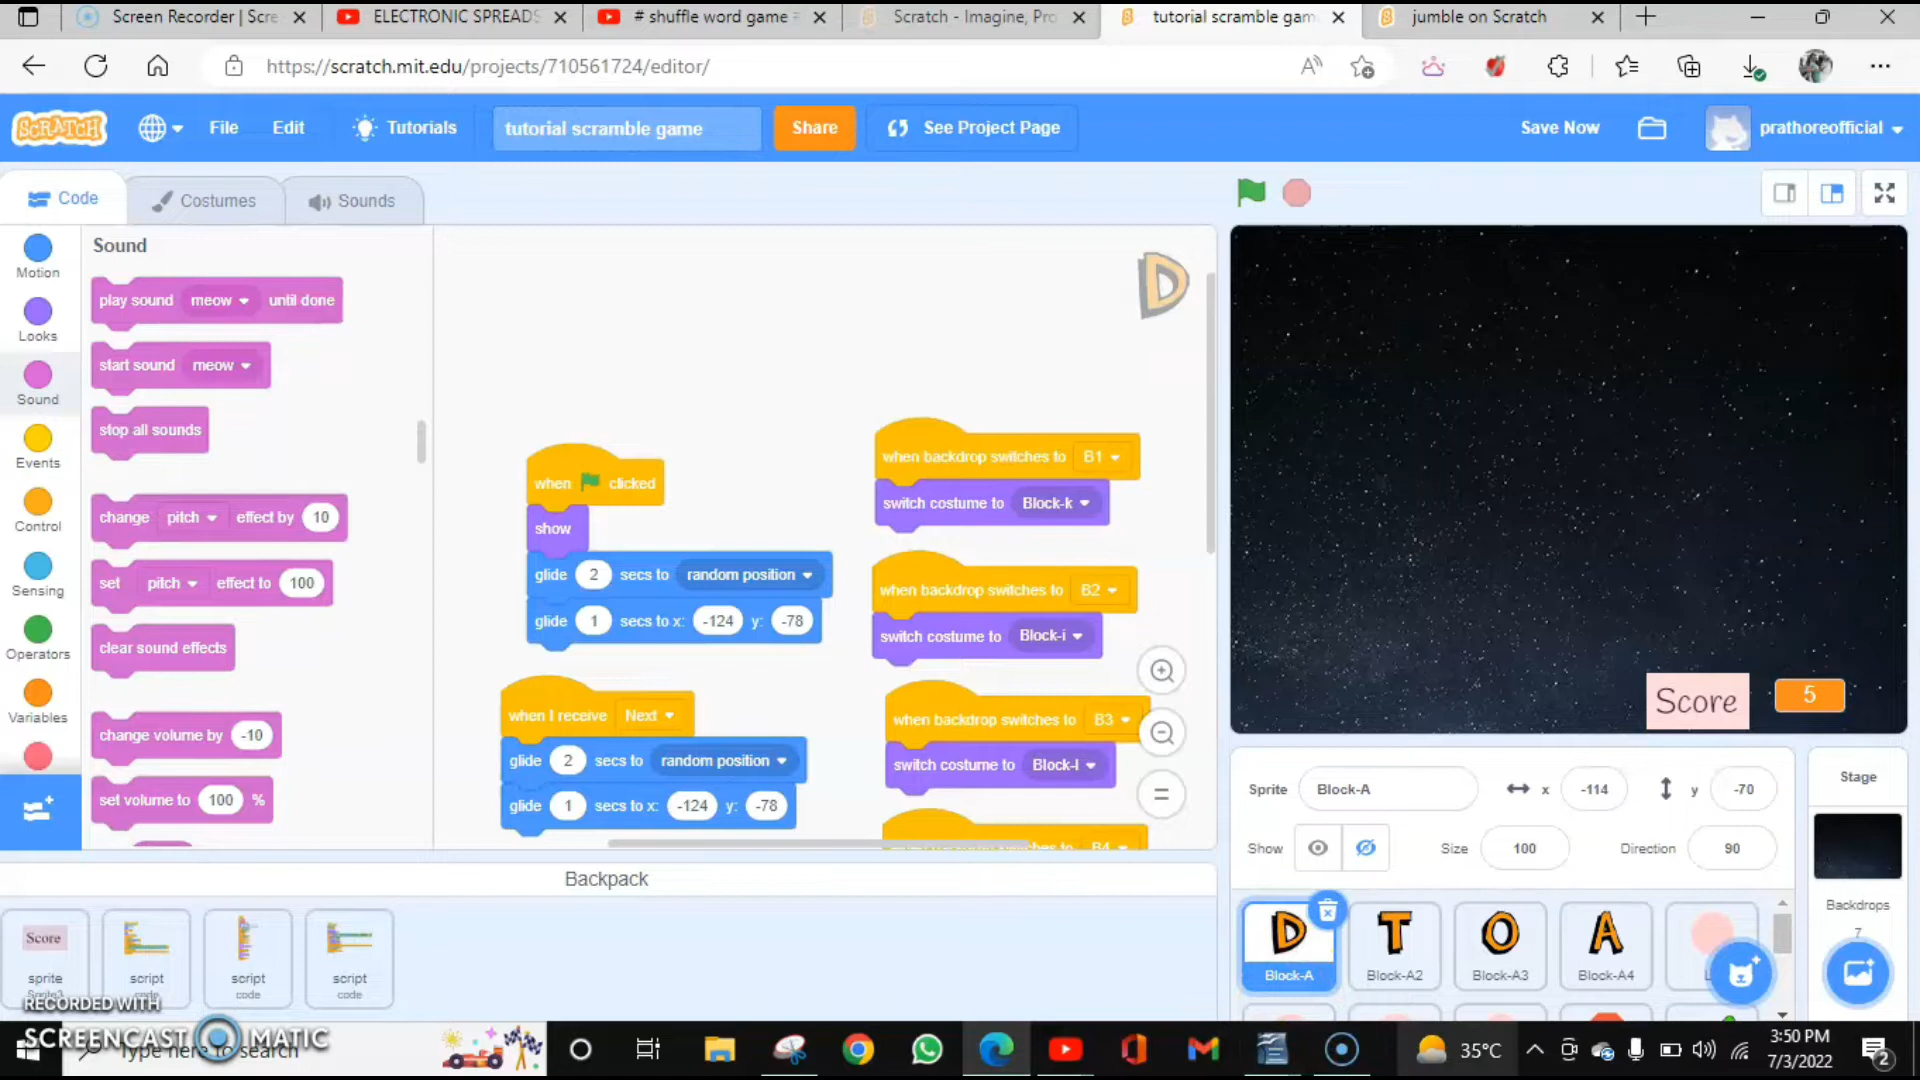 Screen Recorder | Scre
ELECTRONIC SPREADS
# shuffle word game
Scratch - Imagine, Pro
tutorial scramble gam
jumble on Scratch
https://scratch.mit.edu/projects/710561724/editor/
SCRATCH
File
Edit
Tutorials
tutorial scramble game
Share
See Project Page
Save Now
prathoreofficial
Code
Costumes
Sounds
Motion
Looks
Sound
Events
Control
Sensing
Operators
Variables
Sound
play sound meow until done
start sound meow
stop all sounds
change pitch effect by 10
set pitch effect to 100
clear sound effects
change volume by -10
set volume to 100 %
when clicked
show
glide 2 secs to random position
glide 1 secs to x: -124 y: -78
when I receive Next
glide 2 secs to random position
glide 1 secs to x: -124 y: -78
D
when backdrop switches to B1
switch costume to Block-k
when backdrop switches to B2
switch costume to Block-i
when backdrop switches to B3
switch costume to Block-l
B4
Score 5
Sprite Block-A x -114 y -70
Show Size 100 Direction 90
Stage
Backdrops
7
D T O A
Block-A
Block-A2
Block-A3
Block-A4
Backpack
Score
sprite
script
code
script
code
script
code
RECORDED WITH
SCREENCAST MATIC
Type here to search
35°C
3:50 PM
7/3/2022
2